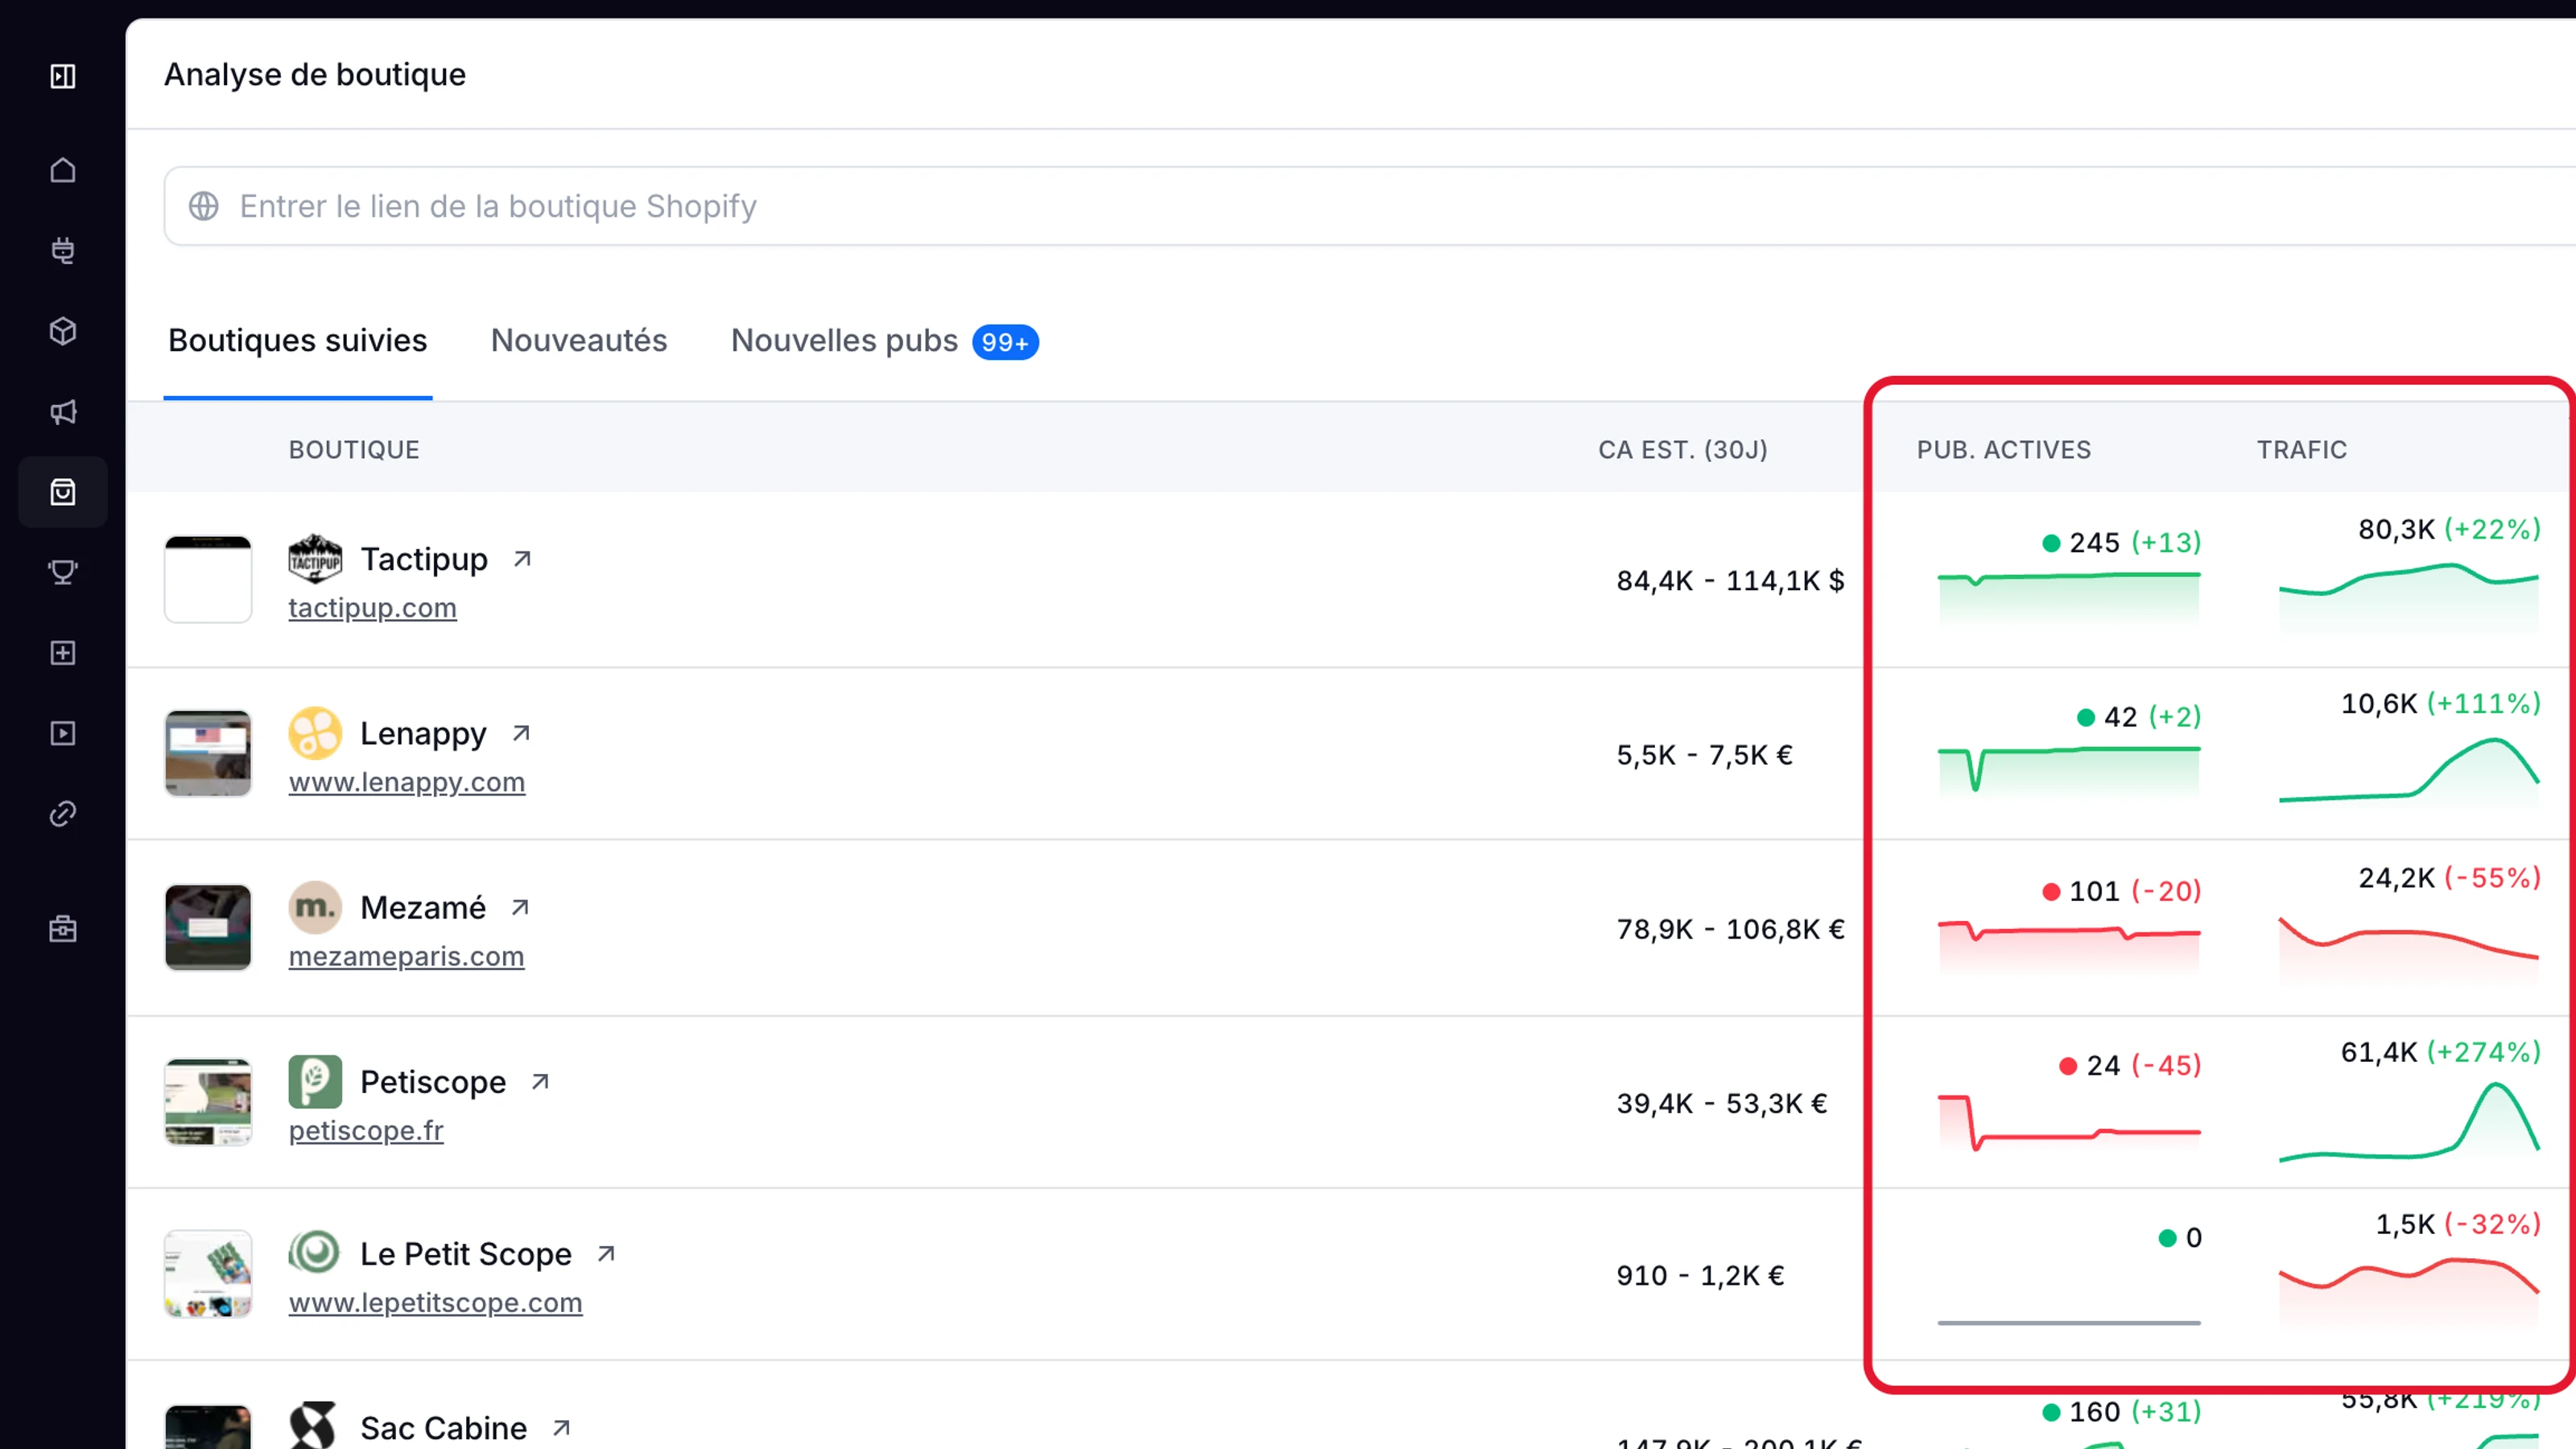 Analyse de boutique
Entrer le lien de la boutique Shopify
Boutiques suivies Nouveautés Nouvelles pubs 99+
BOUTIQUE CA EST. (30J) PUB. ACTIVES TRAFIC
TACTIPUP Tactipup 84,4K - 114,1K $ 245 (+13) 80,3K (+22%)
tactipup.com
Lenappy 5,5K - 7,5K € 42 (+2) 10,6K (+111%)
www.lenappy.com
m. Mezamé 78,9K - 106,8K € 101 (-20) 24,2K (-55%)
mezameparis.com
Petiscope 39,4K - 53,3K € 24 (-45) 61,4K (+274%)
petiscope.fr
Le Petit Scope 910 - 1,2K € 0 1,5K (-32%)
www.lepetitscope.com
Sac Cabine 160 (+31) 55,8K (+219%)